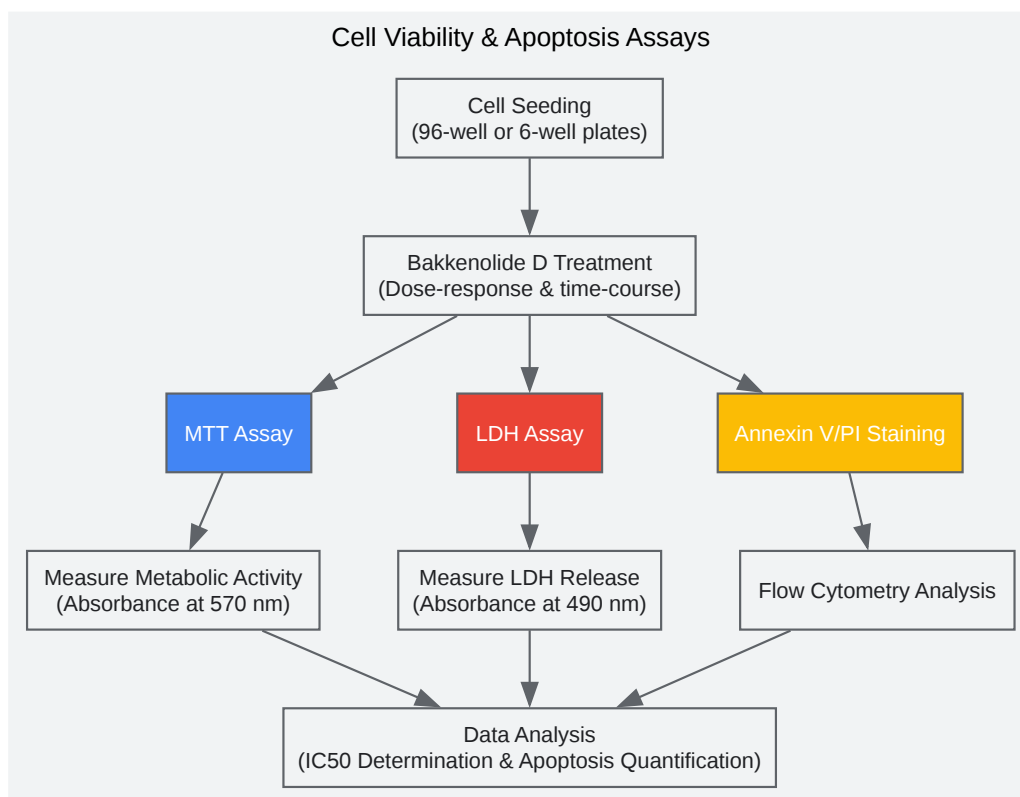 Cell Viability & Apoptosis Assays
Cell Seeding
(96-well or 6-well plates)
Bakkenolide D Treatment
(Dose-response & time-course)
MTT Assay
LDH Assay
Annexin V/PI Staining
Measure Metabolic Activity
(Absorbance at 570 nm)
Measure LDH Release
(Absorbance at 490 nm)
Flow Cytometry Analysis
Data Analysis
(IC50 Determination & Apoptosis Quantification)